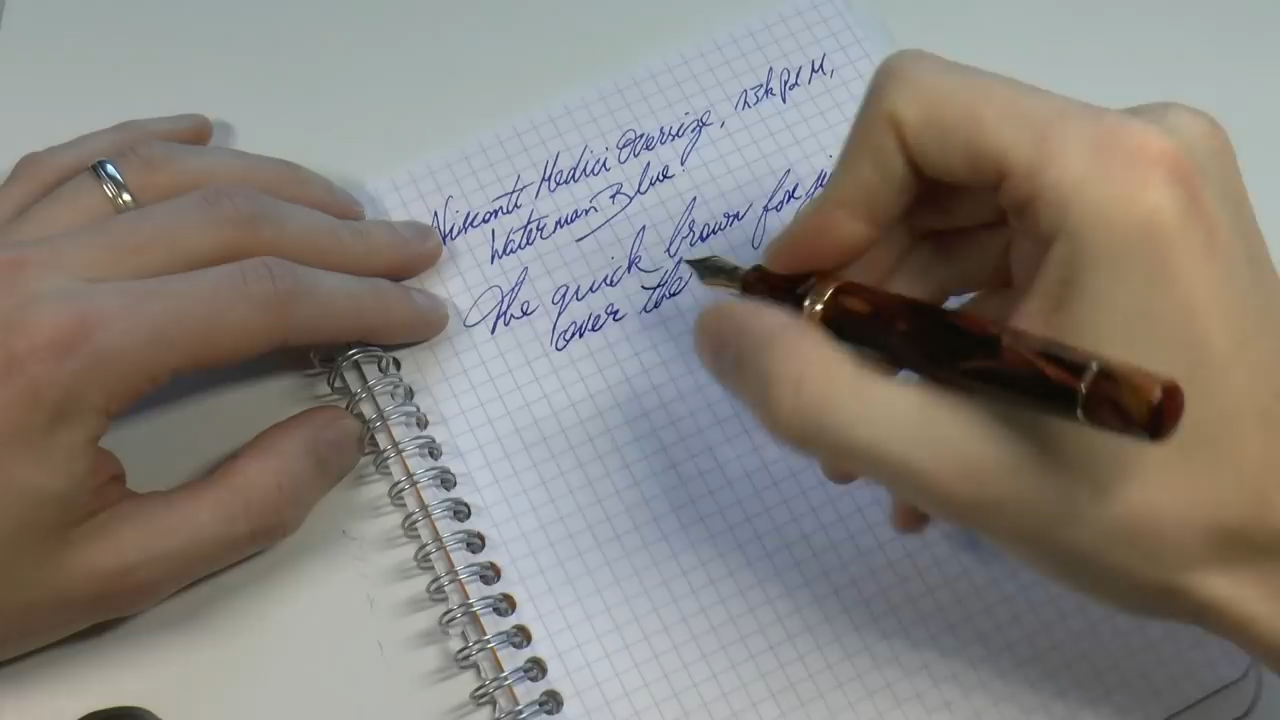 Visconti Medici Oversize, 23k Pd M,
Waterman Blue.
The quick brown fox
over the